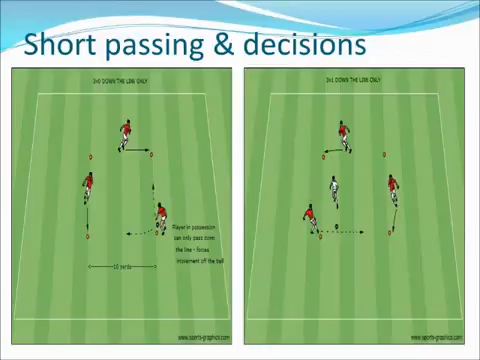 Short passing & decisions
3v0 DOWN THE LINE ONLY
Player in possession
can only pass down
the line - forces
movement off the ball
10 yards
www.sports-graphics.com
3v1 DOWN THE LINE ONLY
www.sports-graphics.com